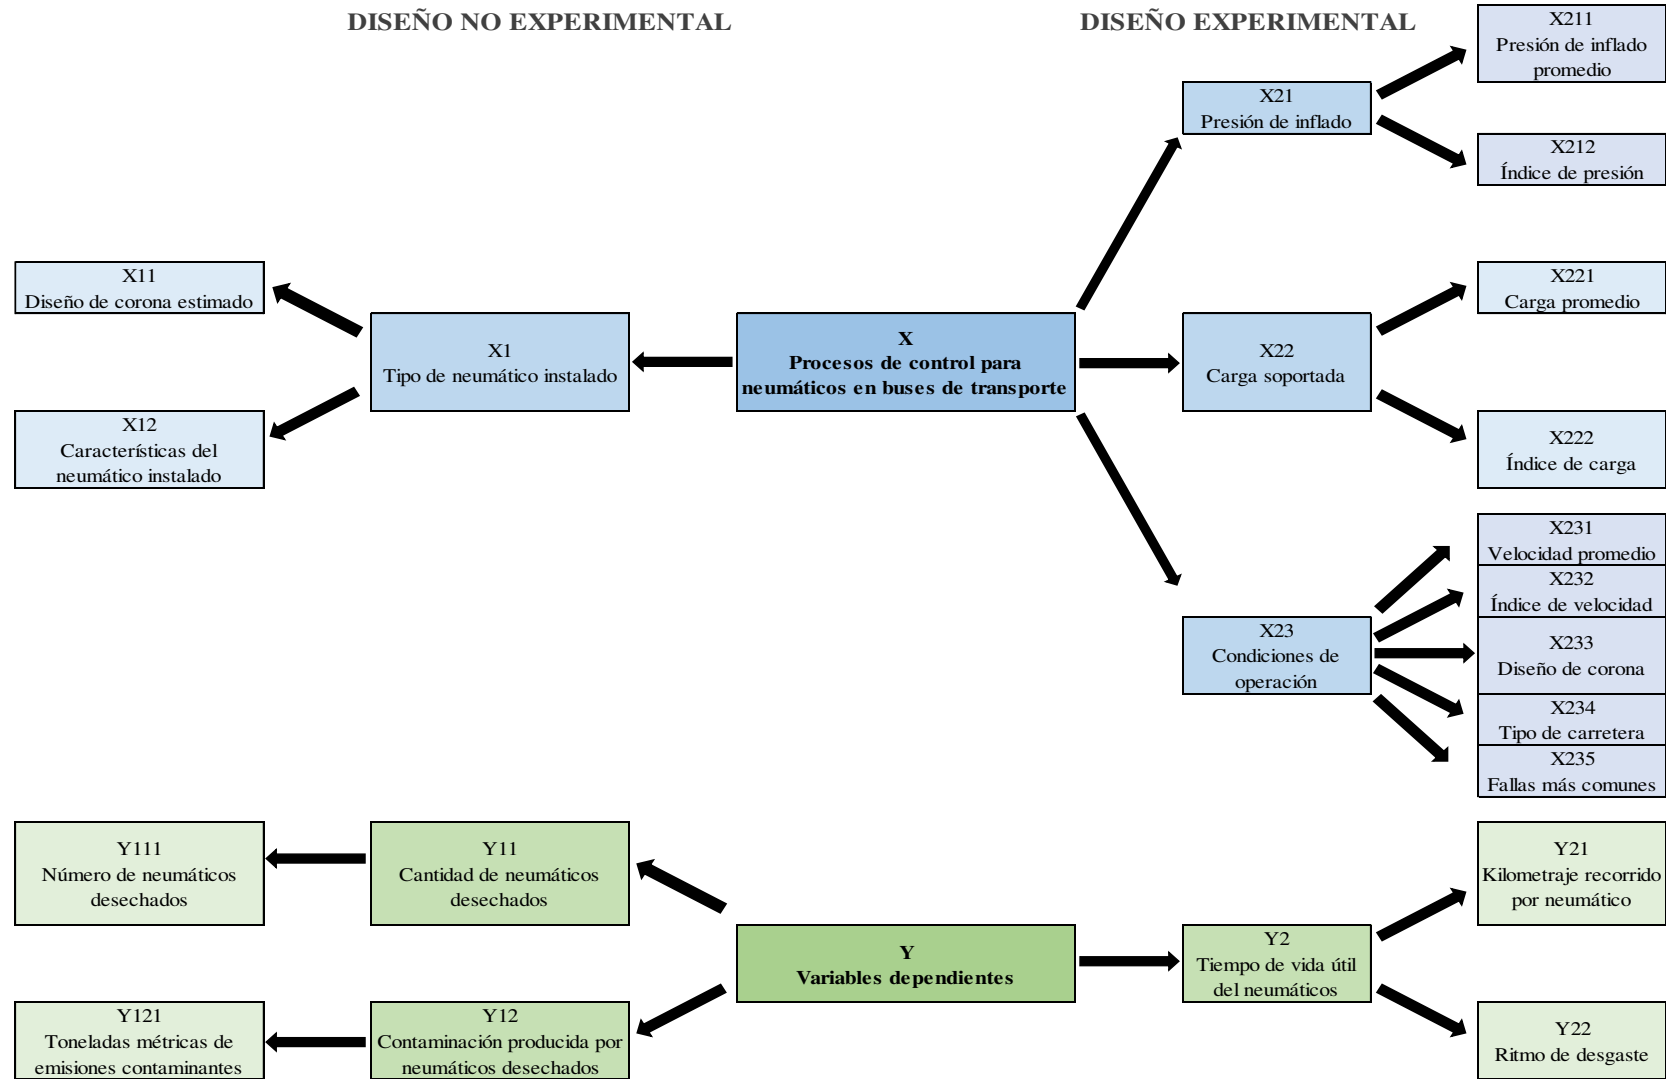 DISEÑO NO EXPERIMENTAL
DISEÑO EXPERIMENTAL
X211
Presión de inflado
promedio
X21
Presión de inflado
X212
Índice de presión
X11
Diseño de corona estimado
X1
Tipo de neumático instalado
X12
Características del
neumático instalado
X
Procesos de control para
neumáticos en buses de transporte
X22
Carga soportada
X221
Carga promedio
X222
Índice de carga
X23
Condiciones de
operación
X231
Velocidad promedio
X232
Índice de velocidad
X233
Diseño de corona
X234
Tipo de carretera
X235
Fallas más comunes
Y111
Número de neumáticos
desechados
Y11
Cantidad de neumáticos
desechados
Y
Variables dependientes
Y2
Tiempo de vida útil
del neumáticos
Y21
Kilometraje recorrido
por neumático
Y121
Toneladas métricas de
emisiones contaminantes
Y12
Contaminación producida por
neumáticos desechados
Y22
Ritmo de desgaste